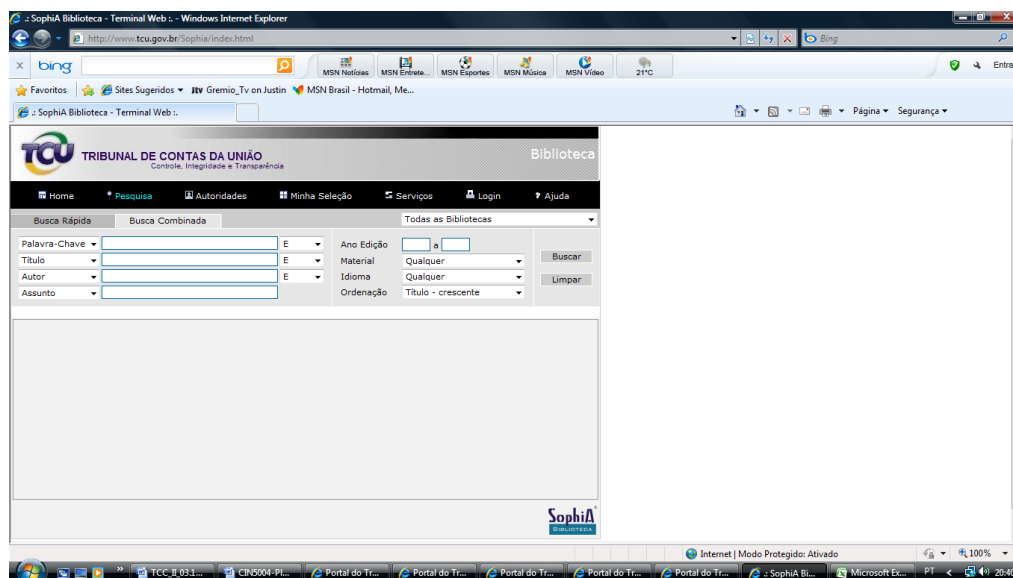 .: SophiA Biblioteca - Terminal Web :. - Windows Internet Explorer
http://www.tcu.gov.br/Sophia/index.html
Bing
bing
MSN Notícias MSN Entrete... MSN Esportes MSN Música MSN Vídeo 21°C
Entra
Favoritos Sites Sugeridos Jtv Gremio_Tv on Justin MSN Brasil - Hotmail, Me...
.: SophiA Biblioteca - Terminal Web :.
Página Segurança
TCU TRIBUNAL DE CONTAS DA UNIÃO
Controle, Integridade e Transparência
Biblioteca
Home Pesquisa Autoridades Minha Seleção Serviços Login ? Ajuda
Busca Rápida Busca Combinada Todas as Bibliotecas
Palavra-Chave E Ano Edição a
Título E Material Qualquer Buscar
Autor E Idioma Qualquer Limpar
Assunto Ordenação Título - crescente
SophiA
BIBLIOTECA
Internet | Modo Protegido: Ativado 100%
TCC_II_03.1... CIN5004-Pl... Portal do Tr... Portal do Tr... Portal do Tr... Portal do Tr... Portal do Tr... .: SophiA Bi... Microsoft Ex... PT 20:40